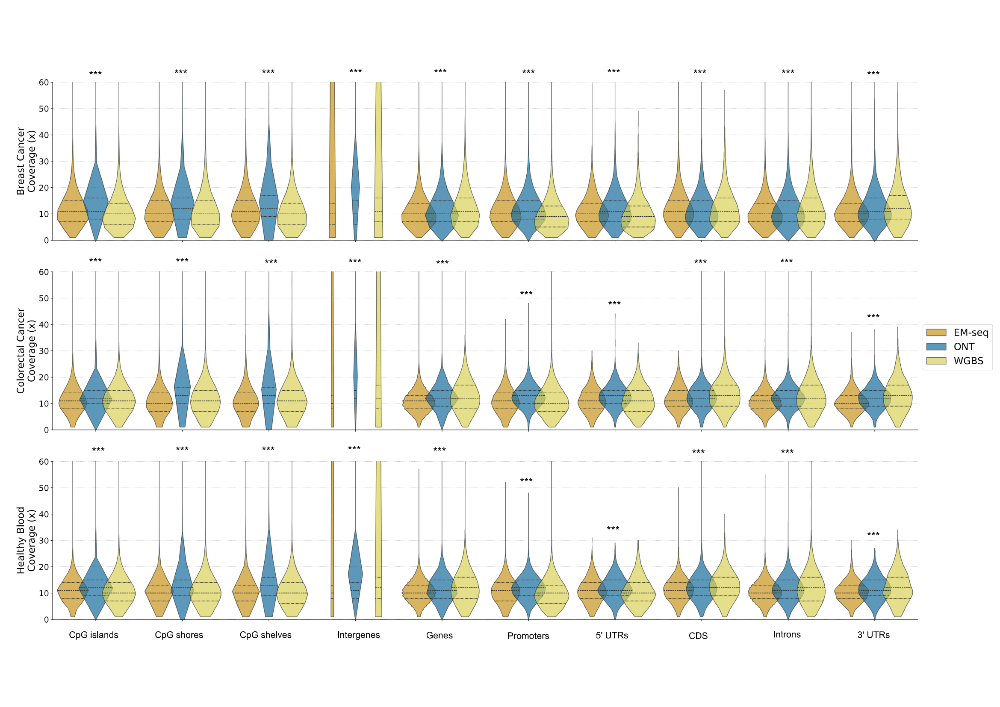 *** *** *** *** *** *** *** *** *** ***
60
50
40
30
20
10
0
Breast Cancer
Coverage (x)
*** *** *** *** *** *** *** *** *** ***
60
50
40
30
20
10
0
Colorectal Cancer
Coverage (x)
EM-seq
ONT
WGBS
*** *** *** *** *** *** *** *** *** ***
60
50
40
30
20
10
0
Healthy Blood
Coverage (x)
CpG islands CpG shores CpG shelves Intergenes Genes Promoters 5' UTRs CDS Introns 3' UTRs